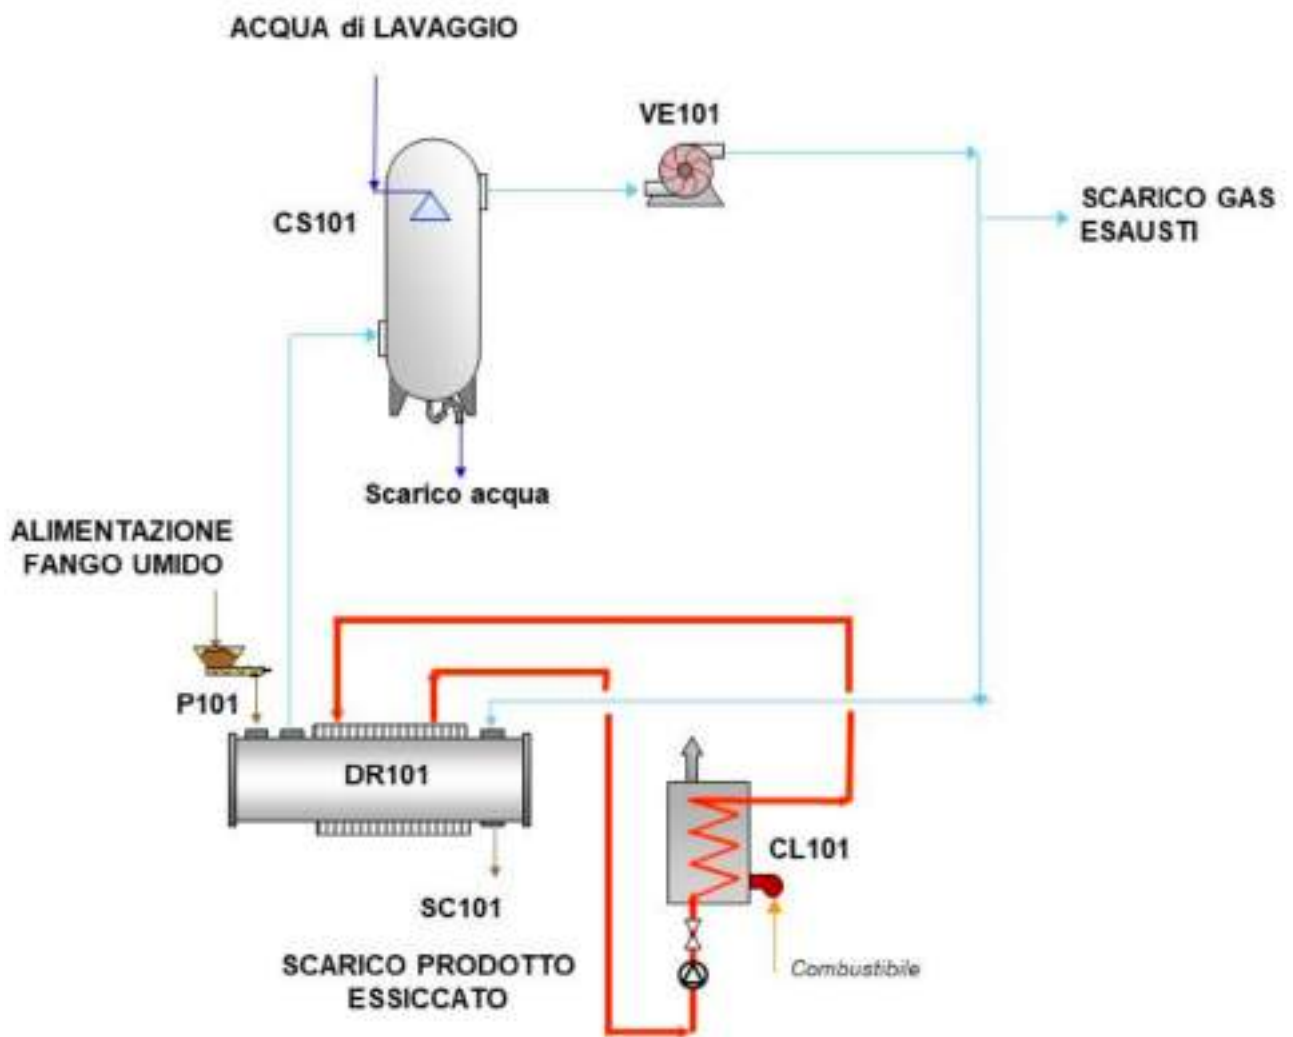 ACQUA di LAVAGGIO
VE101
CS101
SCARICO GAS
ESAUSTI
Scarico acqua
ALIMENTAZIONE
FANGO UMIDO
P101
DR101
CL101
SC101
SCARICO PRODOTTO
ESSICCATO
Combustibile